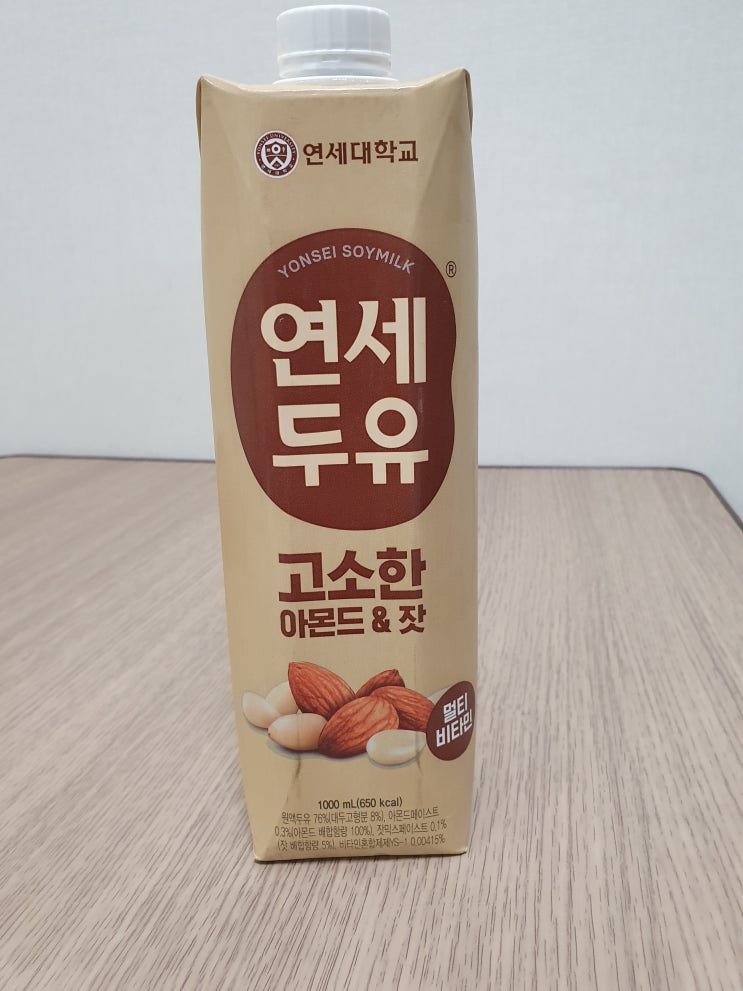 연세대학교
YONSEI SOYMILK
®
연세
두유
고소한
아몬드 & 잣
멀티
비타민
1000 mL(650 kcal)
원액두유 76%(대두고형분 8%), 아몬드페이스트
0.3%(아몬드 배합함량 100%), 잣믹스페이스트 0.1%
(잣 배합함량 5%), 비타민혼합제제YS-1 0.00415%